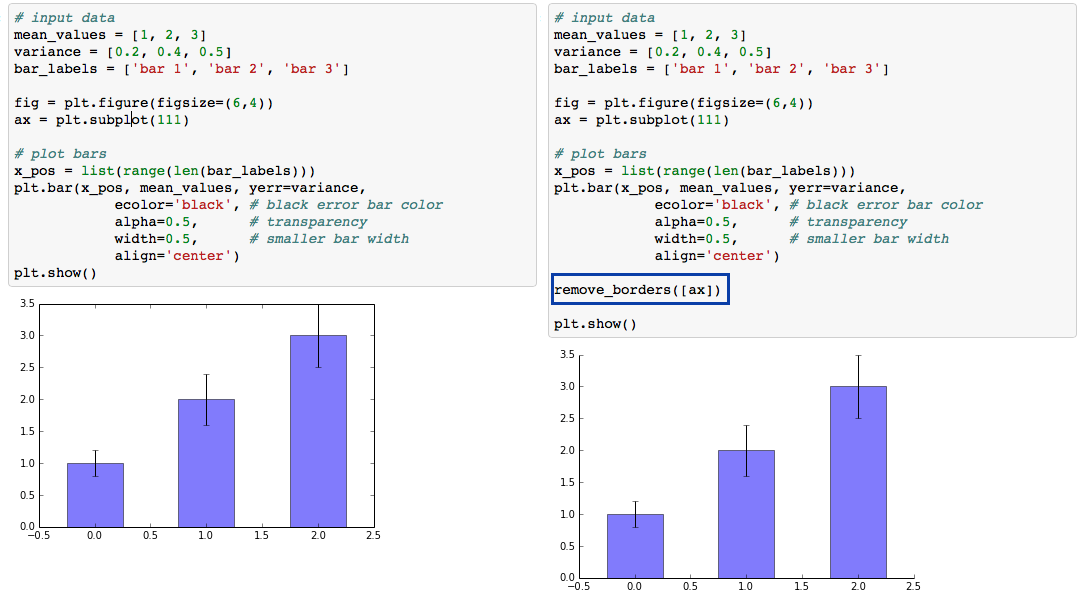 # input data
mean_values = [1, 2, 3]
variance = [0.2, 0.4, 0.5]
bar_labels = ['bar 1', 'bar 2', 'bar 3']
fig = plt.figure(figsize=(6,4))
ax = plt.subplot(111)
# plot bars
x_pos = list(range(len(bar_labels)))
plt.bar(x_pos, mean_values, yerr=variance,
ecolor='black', # black error bar color
alpha=0.5,      # transparency
width=0.5,      # smaller bar width
align='center')
plt.show()
3.5
3.0
2.5
2.0
1.5
1.0
0.5
0.0
−0.5 0.0 0.5 1.0 1.5 2.0 2.5
# input data
mean_values = [1, 2, 3]
variance = [0.2, 0.4, 0.5]
bar_labels = ['bar 1', 'bar 2', 'bar 3']
fig = plt.figure(figsize=(6,4))
ax = plt.subplot(111)
# plot bars
x_pos = list(range(len(bar_labels)))
plt.bar(x_pos, mean_values, yerr=variance,
ecolor='black', # black error bar color
alpha=0.5,      # transparency
width=0.5,      # smaller bar width
align='center')
remove_borders([ax])
plt.show()
3.5
3.0
2.5
2.0
1.5
1.0
0.5
0.0
−0.5 0.0 0.5 1.0 1.5 2.0 2.5